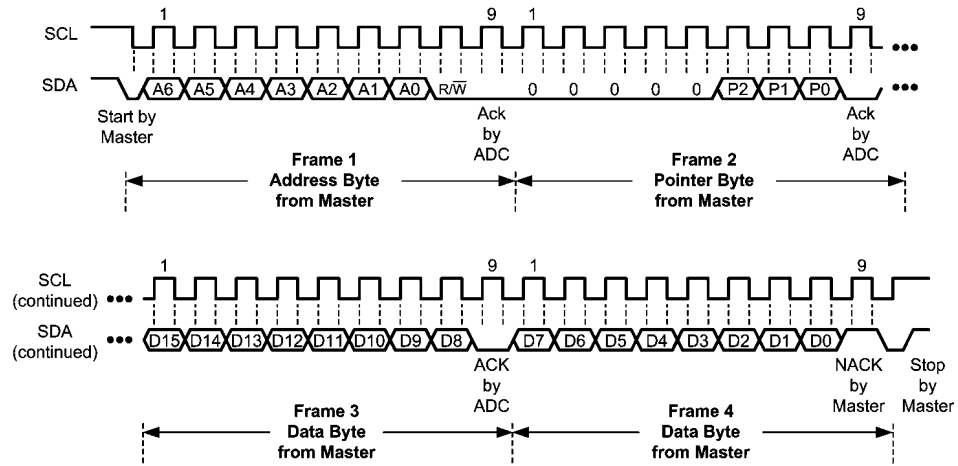 1 9 1 9
SCL
SDA A6 A5 A4 A3 A2 A1 A0 R/W̅ 0 0 0 0 0 P2 P1 P0
Start by
Master
Ack
by
ADC
Ack
by
ADC
Frame 1
Address Byte
from Master
Frame 2
Pointer Byte
from Master
1 9 1 9
SCL
(continued)
SDA
(continued)
D15 D14 D13 D12 D11 D10 D9 D8 D7 D6 D5 D4 D3 D2 D1 D0
ACK
by
ADC
NACK
by
Master
Stop
by
Master
Frame 3
Data Byte
from Master
Frame 4
Data Byte
from Master